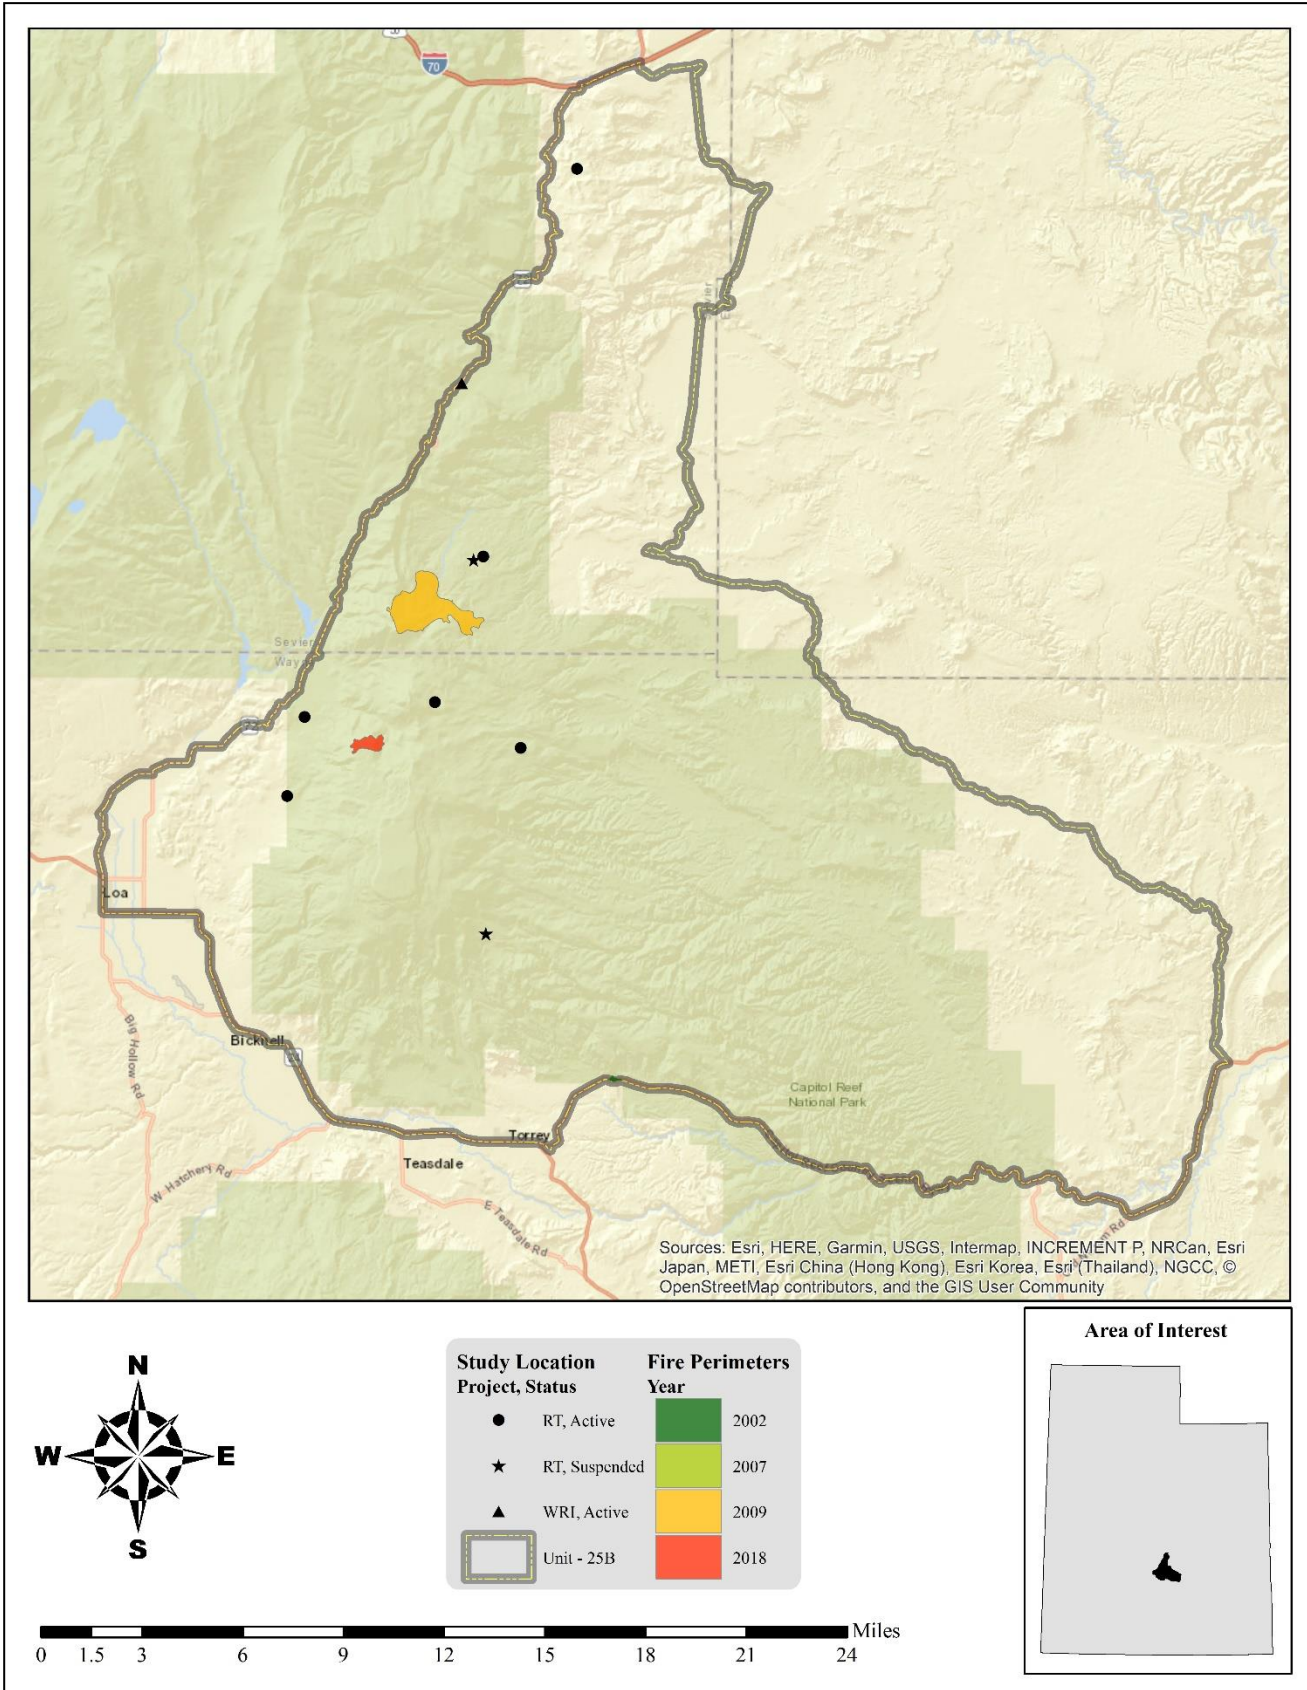 70
Sevier
Sevier
Wayne
Loa
Bicknell
Big Hollow Rd
Capitol Reef
National Park
Torrey
Teasdale
W Hatchery Rd
E Teasdale Rd
Rd
Sources: Esri, HERE, Garmin, USGS, Intermap, INCREMENT P, NRCan, Esri
Japan, METI, Esri China (Hong Kong), Esri Korea, Esri (Thailand), NGCC, ©
OpenStreetMap contributors, and the GIS User Community
N
W E
S
Study Location
Project, Status
RT, Active
RT, Suspended
WRI, Active
Unit - 25B
Fire Perimeters
Year
2002
2007
2009
2018
Area of Interest
Miles
0 1.5 3 6 9 12 15 18 21 24